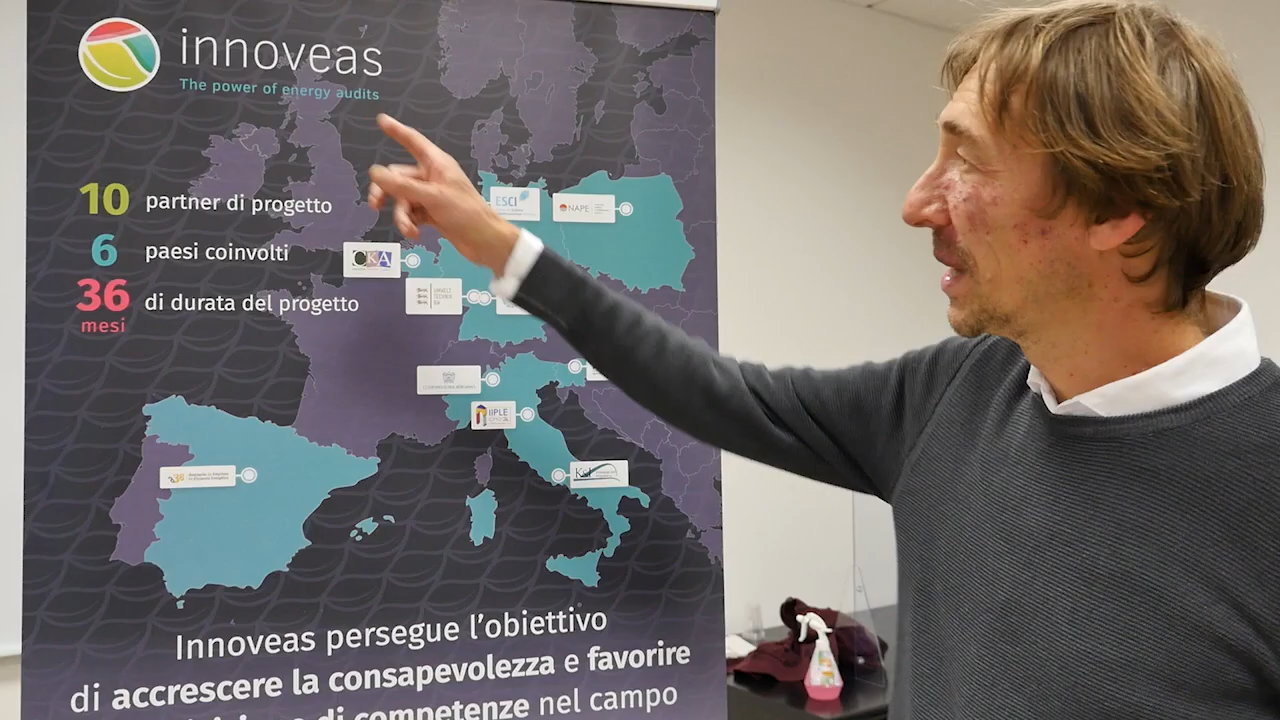 innoveas
The power of energy audits
10 partner di progetto
6 paesi coinvolti
36 di durata del progetto
mesi
ESCI
NAPE
OKA
IIPLE
Innoveas persegue l'obiettivo
di accrescere la consapevolezza e favorire
di competenze nel campo